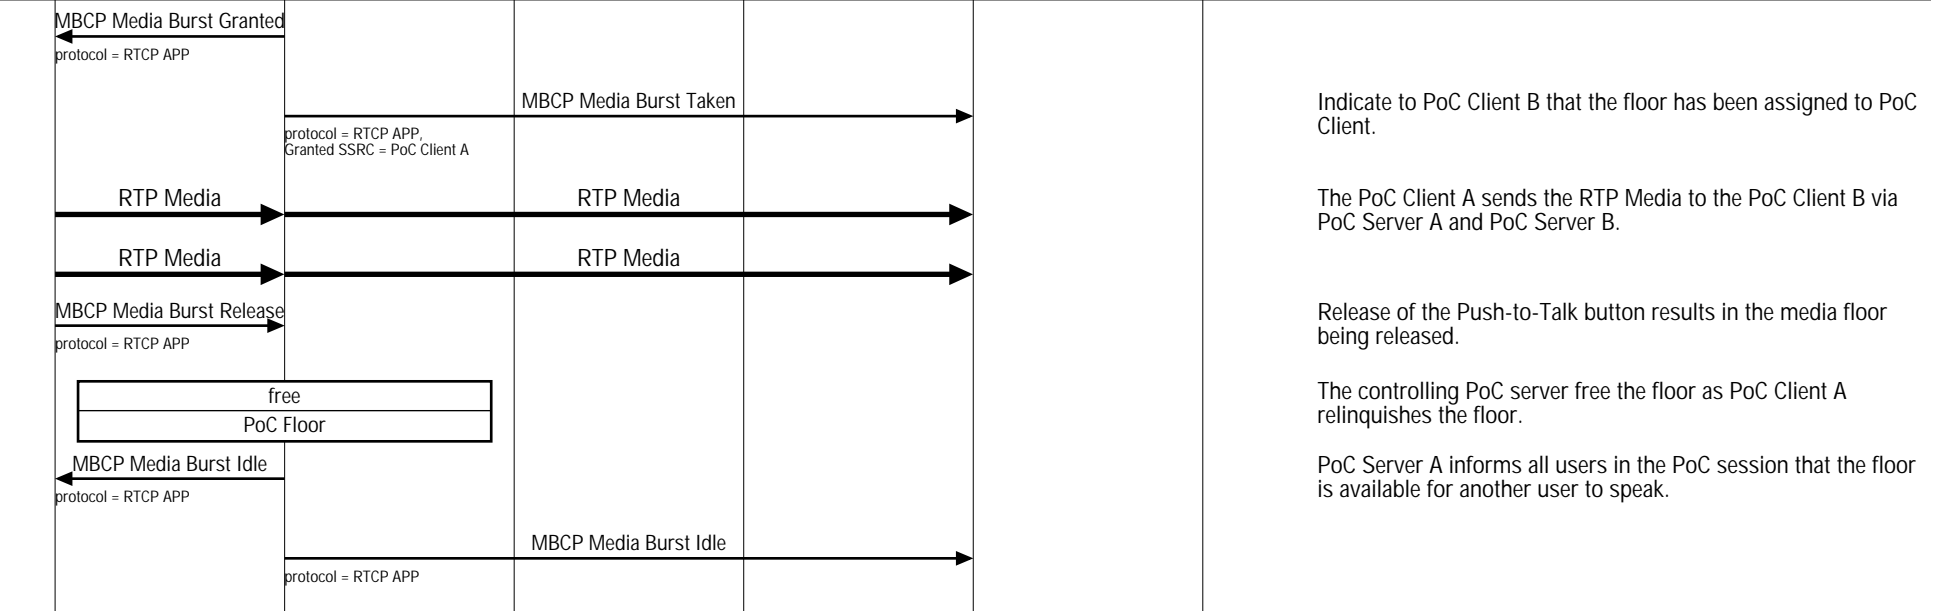 MBCP Media Burst Granted
protocol = RTCP APP
MBCP Media Burst Taken
protocol = RTCP APP,
Granted SSRC = PoC Client A
Indicate to PoC Client B that the floor has been assigned to PoC
Client.
RTP Media
RTP Media
The PoC Client A sends the RTP Media to the PoC Client B via
PoC Server A and PoC Server B.
RTP Media
RTP Media
MBCP Media Burst Release
protocol = RTCP APP
Release of the Push-to-Talk button results in the media floor
being released.
free
PoC Floor
The controlling PoC server free the floor as PoC Client A
relinquishes the floor.
MBCP Media Burst Idle
protocol = RTCP APP
PoC Server A informs all users in the PoC session that the floor
is available for another user to speak.
MBCP Media Burst Idle
protocol = RTCP APP